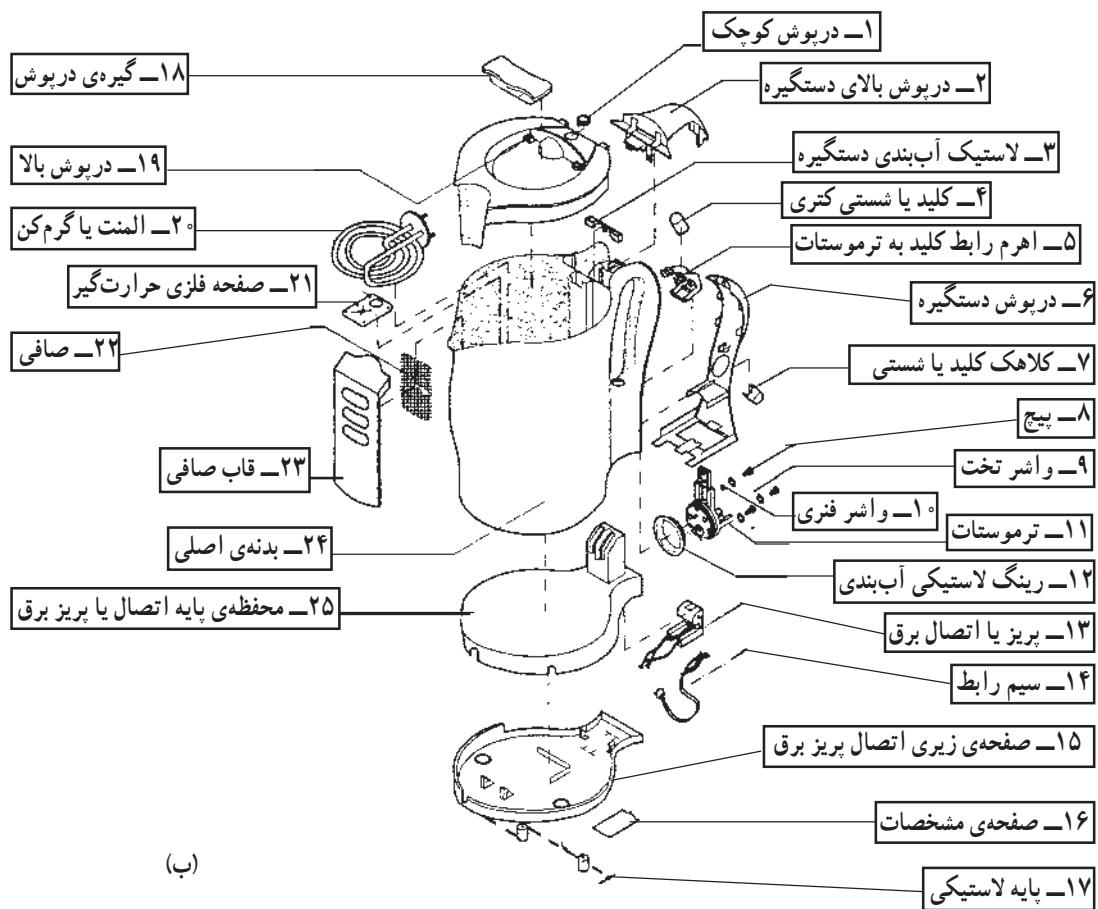 ۱ــ درپوش کوچک
۲ــ درپوش بالای دستگیره
۳ــ لاستیک آب‌بندی دستگیره
۴ــ کلید یا شستی کتری
۵ــ اهرم رابط کلید به ترموستات
۶ــ درپوش دستگیره
۷ــ کلاهک کلید یا شستی
۸ــ پیچ
۹ــ واشر تخت
۱۰ــ واشر فنری
۱۱ــ ترموستات
۱۲ــ رینگ لاستیکی آب‌بندی
۱۳ــ پریز یا اتصال برق
۱۴ــ سیم رابط
۱۵ــ صفحه‌ی زیری اتصال پریز برق
۱۶ــ صفحه‌ی مشخصات
۱۷ــ پایه لاستیکی
۱۸ــ گیره‌ی درپوش
۱۹ــ درپوش بالا
۲۰ــ المنت یا گرم‌کن
۲۱ــ صفحه فلزی حرارت‌گیر
۲۲ــ صافی
۲۳ــ قاب صافی
۲۴ــ بدنه‌ی اصلی
۲۵ــ محفظه‌ی پایه اتصال یا پریز برق
(ب)